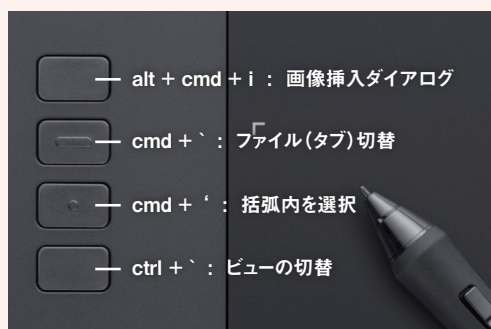 alt + cmd + i : 画像挿入ダイアログ
cmd + ` : ファイル（タブ）切替
cmd + ‘ : 括弧内を選択
ctrl + ` : ビューの切替